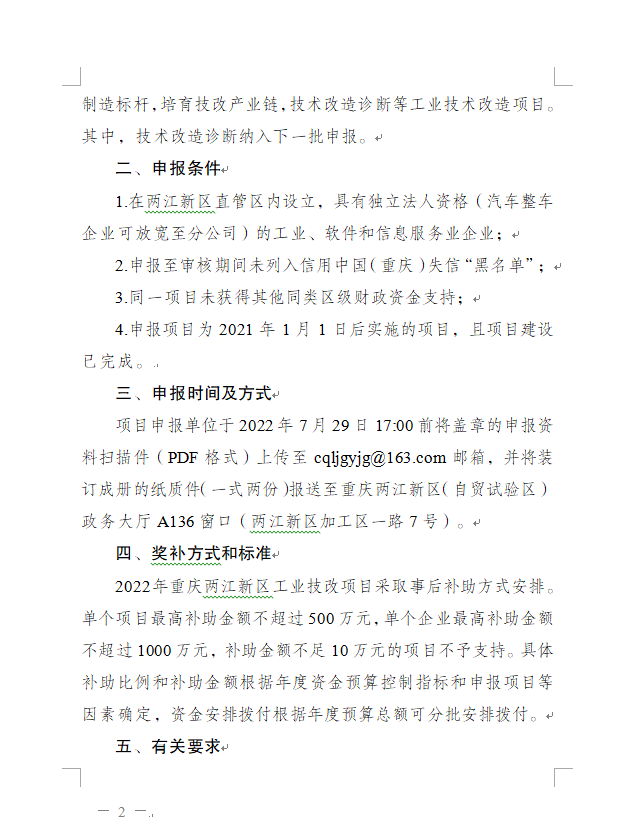 制造标杆，培育技改产业链，技术改造诊断等工业技术改造项目。
其中，技术改造诊断纳入下一批申报。
二、申报条件
1.在两江新区直管区内设立，具有独立法人资格（汽车整车
企业可放宽至分公司）的工业、软件和信息服务业企业；
2.申报至审核期间未列入信用中国（重庆）失信“黑名单”；
3.同一项目未获得其他同类区级财政资金支持；
4.申报项目为 2021 年 1 月 1 日后实施的项目，且项目建设
已完成。
三、申报时间及方式
项目申报单位于 2022 年 7 月 29 日 17:00 前将盖章的申报资
料扫描件（PDF 格式）上传至 cqljgyjg@163.com 邮箱，并将装
订成册的纸质件（一式两份）报送至重庆两江新区（自贸试验区）
政务大厅 A136 窗口（两江新区加工区一路 7 号）。
四、奖补方式和标准
2022年重庆两江新区工业技改项目采取事后补助方式安排。
单个项目最高补助金额不超过 500 万元，单个企业最高补助金额
不超过 1000 万元，补助金额不足 10 万元的项目不予支持。具体
补助比例和补助金额根据年度资金预算控制指标和申报项目等
因素确定，资金安排拨付根据年度预算总额可分批安排拨付。
五、有关要求
— 2 —